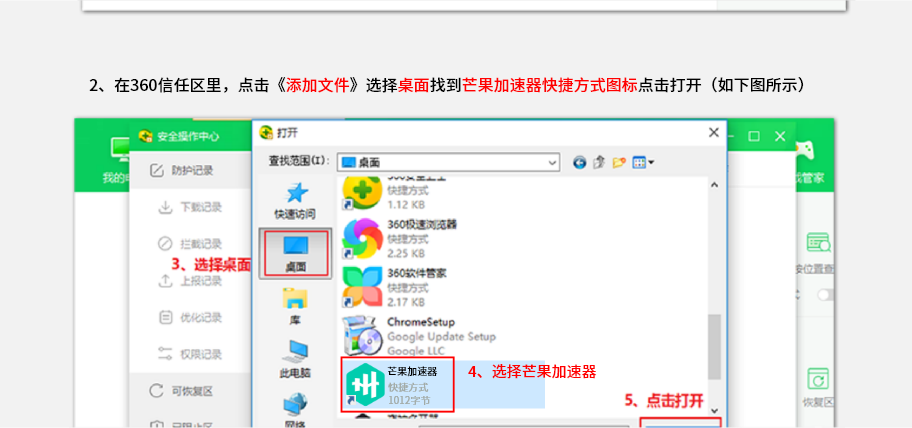 2、在360信任区里，点击《添加文件》选择桌面找到芒果加速器快捷方式图标点击打开（如下图所示）
安全操作中心
打开
查找范围(I):
桌面
防护记录
下载记录
拦截记录
3、选择桌面
上报记录
优化记录
权限记录
可恢复区
快速访问
桌面
库
此电脑
网络
快捷方式
1.12 KB
360极速浏览器
快捷方式
2.25 KB
360软件管家
快捷方式
2.17 KB
ChromeSetup
Google Update Setup
Google LLC
芒果加速器
快捷方式
1012字节
4、选择芒果加速器
5、点击打开
管家
恢复区